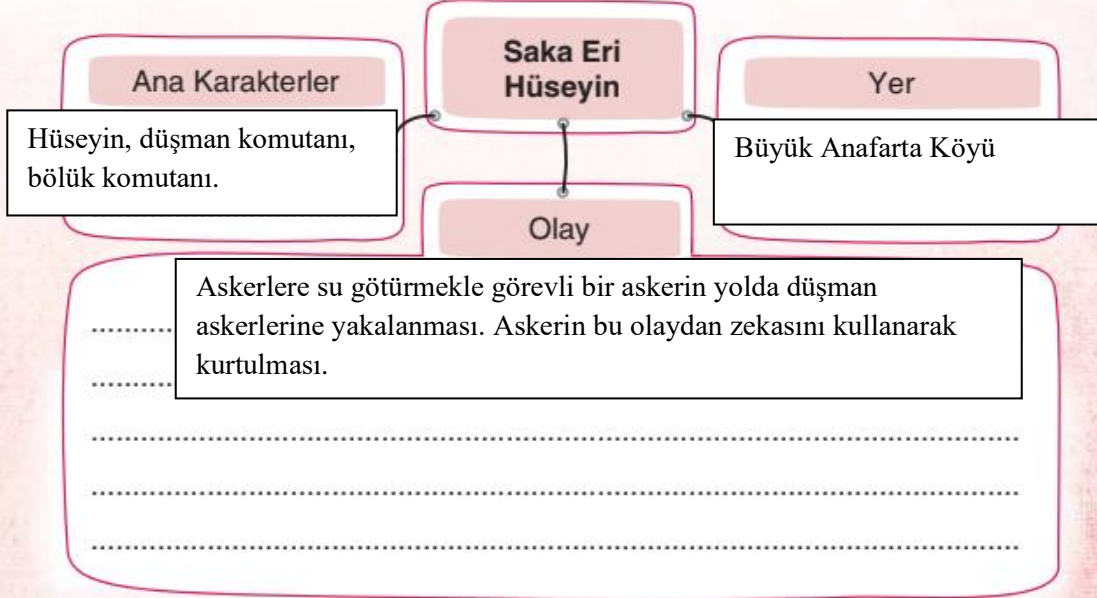 Saka Eri
Hüseyin
Ana Karakterler
Hüseyin, düşman komutanı,
bölük komutanı.
Yer
Büyük Anafarta Köyü
Olay
Askerlere su götürmekle görevli bir askerin yolda düşman
askerlerine yakalanması. Askerin bu olaydan zekasını kullanarak
kurtulması.